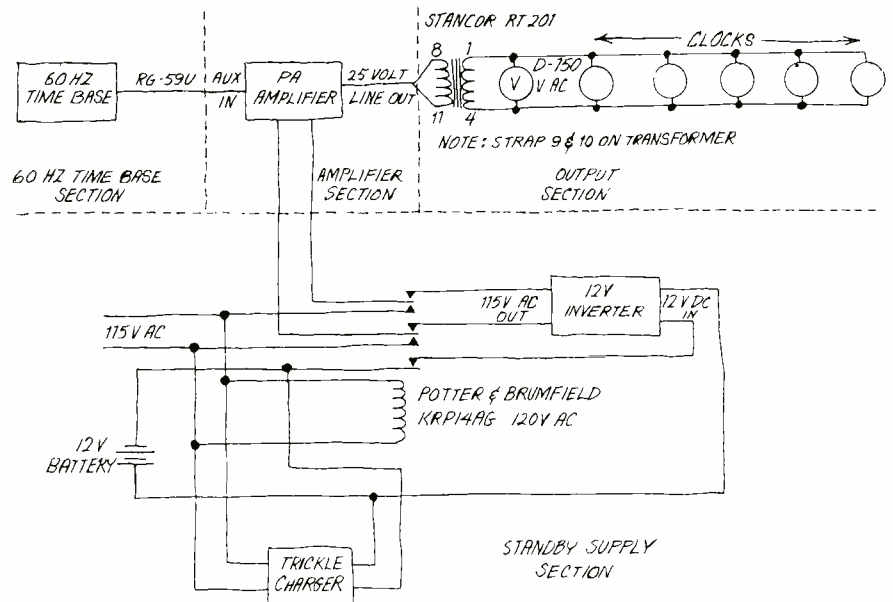 STANCOR RT201
8
1
CLOCKS
60 HZ
TIME BASE
RG-59U
AUX
IN
PA
AMPLIFIER
25 VOLT
LINE OUT
11
4
V
D-150
V AC
NOTE: STRAP 9 & 10 ON TRANSFORMER
60 HZ TIME BASE
SECTION
AMPLIFIER
SECTION
OUTPUT
SECTION
115V AC
115V AC
OUT
12V
INVERTER
12V DC
IN
POTTER & BRUMFIELD
KRP14AG 120V AC
12V
BATTERY
TRICKLE
CHARGER
STANDBY SUPPLY
SECTION